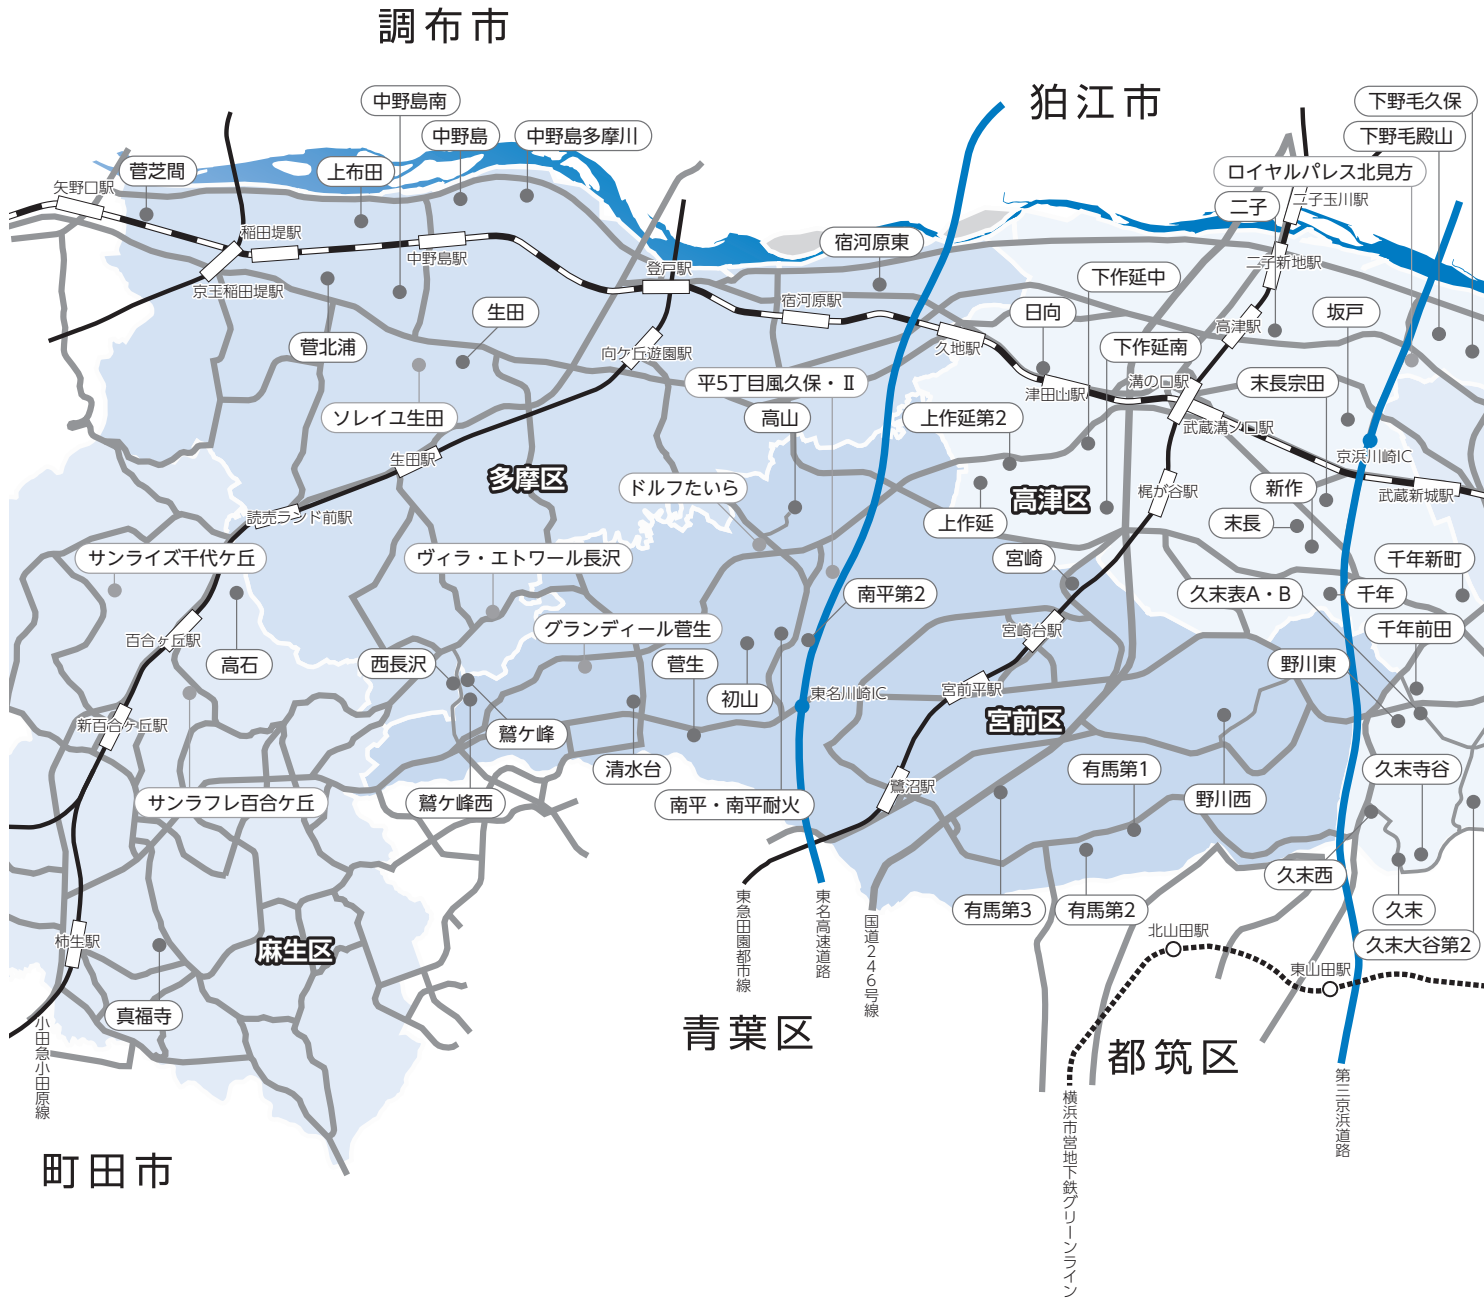 調布市
狛江市
中野島南
下野毛久保
中野島
中野島多摩川
下野毛殿山
菅芝間
上布田
ロイヤルパレス北見方
矢野口駅
二子
二子玉川駅
稲田堤駅
宿河原東
中野島駅
登戸駅
二子新地駅
下作延中
京王稲田堤駅
宿河原駅
生田
日向
坂戸
高津駅
菅北浦
向ケ丘遊園駅
久地駅
下作延南
平5丁目風久保・Ⅱ
溝の口駅
末長宗田
津田山駅
ソレイユ生田
高山
上作延第2
武蔵溝ノ口駅
生田駅
京浜川崎IC
多摩区
ドルフたいら
高津区
梶が谷駅
新作
武蔵新城駅
読売ランド前駅
上作延
末長
サンライズ千代ケ丘
ヴィラ・エトワール長沢
宮崎
千年新町
南平第2
久末表A・B
千年
グランディール菅生
宮崎台駅
千年前田
百合ヶ丘駅
高石
西長沢
菅生
野川東
初山
東名川崎IC
宮前平駅
新百合ケ丘駅
鷲ケ峰
宮前区
清水台
有馬第1
久末寺谷
サンラフレ百合ケ丘
鷲ケ峰西
南平・南平耐火
鷺沼駅
野川西
久末西
有馬第3
有馬第2
久末
柿生駅
麻生区
東急田園都市線
東名高速道路
国道246号線
北山田駅
久末大谷第2
東山田駅
真福寺
小田急小田原線
青葉区
都筑区
第三京浜道路
横浜市営地下鉄グリーンライン
町田市